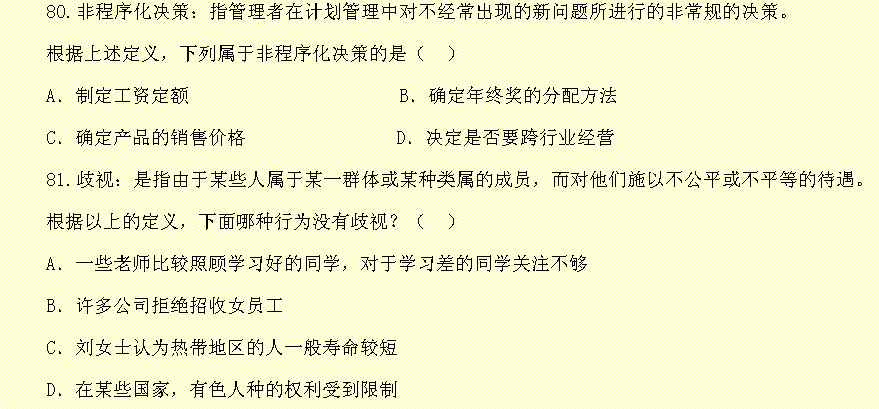 80.非程序化决策：指管理者在计划管理中对不经常出现的新问题所进行的非常规的决策。
根据上述定义，下列属于非程序化决策的是（　）
A．制定工资定额　　　　B．确定年终奖的分配方法
C．确定产品的销售价格　　　　D．决定是否要跨行业经营
81.歧视：是指由于某些人属于某一群体或某种类属的成员，而对他们施以不公平或不平等的待遇。
根据以上的定义，下面哪种行为没有歧视？（　）
A．一些老师比较照顾学习好的同学，对于学习差的同学关注不够
B．许多公司拒绝招收女员工
C．刘女士认为热带地区的人一般寿命较短
D．在某些国家，有色人种的权利受到限制